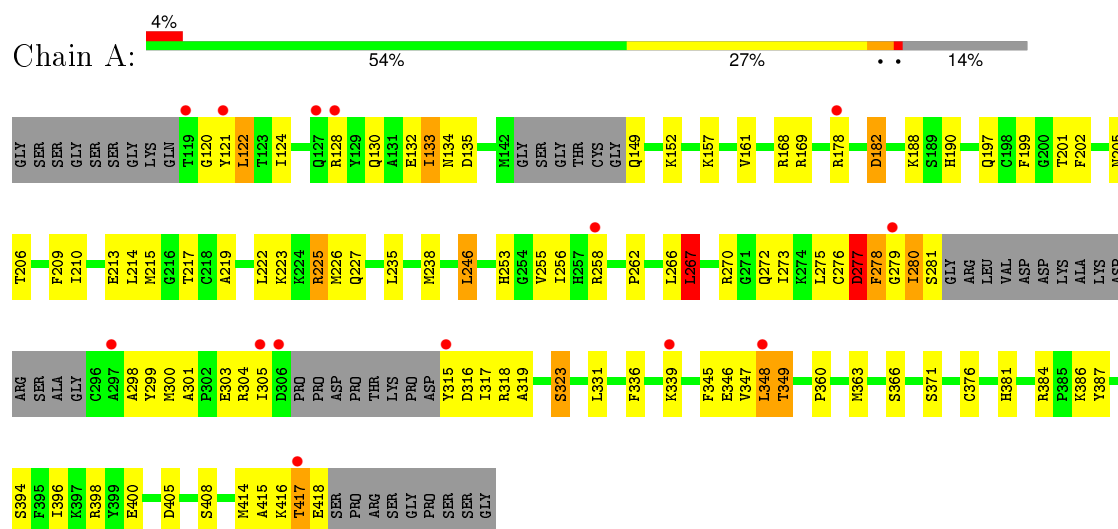 4%
Chain A:
54% 27% • • 14%
GLY SER SER GLY SER SER GLY LYS GLN T119 G120 Y121 L122 T123 I124 Q127 R128 Y129 Q130 A131 E132 I133 N134 D135 M142 GLY SER GLY THR CYS GLY Q149 K152 K157 V161 R168 R169 R178 D182 K188 S189 H190 Q197 C198 F199 G200 T201 F202 N205
T206 F209 I210 E213 L214 M215 G216 T217 C218 A219 L222 K223 K224 R225 M226 Q227 L235 M238 L246 H253 G254 V255 I256 H257 R258 P262 L266 L267 R270 G271 Q272 I273 K274 L275 C276 D277 F278 G279 I280 S281 GLY ARG LEU VAL ASP ASP LYS ALA LYS ASP
ARG SER ALA GLY C296 A297 A298 Y299 M300 A301 P302 E303 R304 I305 D306 PRO PRO ASP PRO THR LYS PRO ASP Y315 D316 I317 R318 A319 S323 L331 F336 K339 F345 E346 V347 L348 T349 P360 M363 S366 S371 C376 H381 R384 P385 K386 Y387
S394 F395 I396 K397 R398 Y399 E400 D405 S408 M414 A415 K416 T417 E418 SER PRO ARG SER GLY PRO SER SER GLY